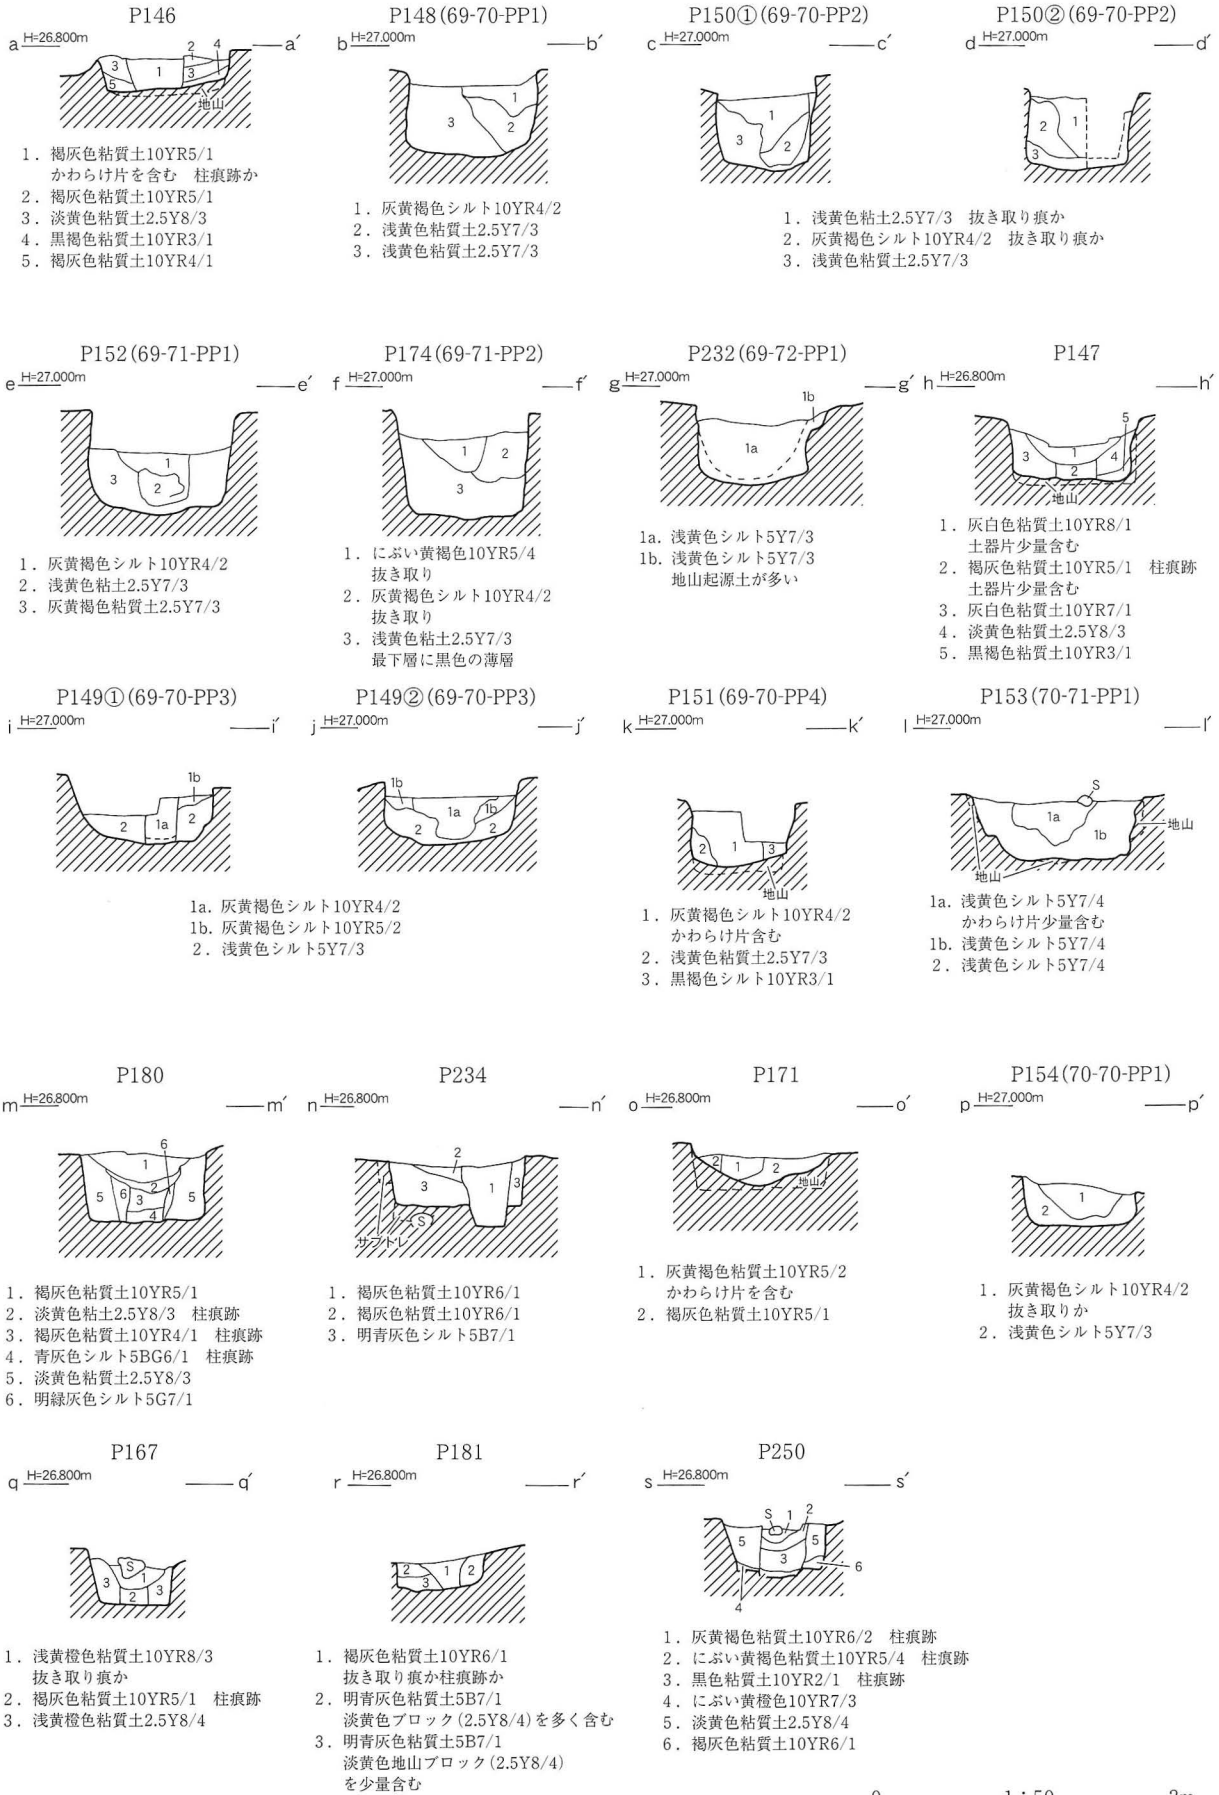 P146
a H=26.800m a′
2 4
3 1 3
5
地山
1．褐灰色粘質土10YR5/1
かわらけ片を含む　柱痕跡か
2．褐灰色粘質土10YR5/1
3．淡黄色粘質土2.5Y8/3
4．黒褐色粘質土10YR3/1
5．褐灰色粘質土10YR4/1
P148(69-70-PP1)
b H=27.000m b′
1
3 2
1．灰黄褐色シルト10YR4/2
2．浅黄色粘質土2.5Y7/3
3．浅黄色粘質土2.5Y7/3
P150①(69-70-PP2)
c H=27.000m c′
1
3 2
P150②(69-70-PP2)
d H=27.000m d′
2 1
3
1．浅黄色粘土2.5Y7/3　抜き取り痕か
2．灰黄褐色シルト10YR4/2　抜き取り痕か
3．浅黄色粘質土2.5Y7/3
P152(69-71-PP1)
e H=27.000m e′
1
3 2
1．灰黄褐色シルト10YR4/2
2．浅黄色粘土2.5Y7/3
3．灰黄褐色粘質土2.5Y7/3
P174(69-71-PP2)
f H=27.000m f′
1 2
3
1．にぶい黄褐色10YR5/4
抜き取り
2．灰黄褐色シルト10YR4/2
抜き取り
3．浅黄色粘土2.5Y7/3
最下層に黒色の薄層
P232(69-72-PP1)
g H=27.000m g′
1b
1a
1a. 浅黄色シルト5Y7/3
1b. 浅黄色シルト5Y7/3
地山起源土が多い
P147
h H=26.800m h′
5
3 1 4
2
地山
1．灰白色粘質土10YR8/1
土器片少量含む
2．褐灰色粘質土10YR5/1　柱痕跡
土器片少量含む
3．灰白色粘質土10YR7/1
4．淡黄色粘質土2.5Y8/3
5．黒褐色粘質土10YR3/1
P149①(69-70-PP3)
i H=27.000m i′
1b
2 1a 2
P149②(69-70-PP3)
j H=27.000m j′
1b
1a 1b
2 2
1a. 灰黄褐色シルト10YR4/2
1b. 灰黄褐色シルト10YR5/2
2．浅黄色シルト5Y7/3
P151(69-70-PP4)
k H=27.000m k′
2 1 3
地山
1．灰黄褐色シルト10YR4/2
かわらけ片含む
2．浅黄色粘質土2.5Y7/3
3．黒褐色シルト10YR3/1
P153(70-71-PP1)
l H=27.000m l′
S
1a
1b
地山
地山
1a. 浅黄色シルト5Y7/4
かわらけ片少量含む
1b. 浅黄色シルト5Y7/4
2．浅黄色シルト5Y7/4
P180
m H=26.800m m′
6
1
2
5 6 3 5
4
1．褐灰色粘質土10YR5/1
2．淡黄色粘土2.5Y8/3　柱痕跡
3．褐灰色粘質土10YR4/1　柱痕跡
4．青灰色シルト5BG6/1　柱痕跡
5．淡黄色粘質土2.5Y8/3
6．明緑灰色シルト5G7/1
P234
n H=26.800m n′
2
3 1 3
S
サブトレ
1．褐灰色粘質土10YR6/1
2．褐灰色粘質土10YR6/1
3．明青灰色シルト5B7/1
P171
o H=26.800m o′
2 1 2
地山
1．灰黄褐色粘質土10YR5/2
かわらけ片を含む
2．褐灰色粘質土10YR5/1
P154(70-70-PP1)
p H=27.000m p′
1
2
1．灰黄褐色シルト10YR4/2
抜き取りか
2．浅黄色シルト5Y7/3
P167
q H=26.800m q′
S
3 1 3
2
1．浅黄橙色粘質土10YR8/3
抜き取り痕か
2．褐灰色粘質土10YR5/1　柱痕跡
3．浅黄橙色粘質土2.5Y8/4
P181
r H=26.800m r′
2 1 2
3
1．褐灰色粘質土10YR6/1
抜き取り痕か柱痕跡か
2．明青灰色粘質土5B7/1
淡黄色ブロック(2.5Y8/4)を多く含む
3．明青灰色粘質土5B7/1
淡黄色地山ブロック(2.5Y8/4)
を少量含む
P250
s H=26.800m s′
S 1 2
5 5
3
6
4
1．灰黄褐色粘質土10YR6/2　柱痕跡
2．にぶい黄褐色粘質土10YR5/4　柱痕跡
3．黒色粘質土10YR2/1　柱痕跡
4．にぶい黄橙色10YR7/3
5．淡黄色粘質土2.5Y8/4
6．褐灰色粘質土10YR6/1